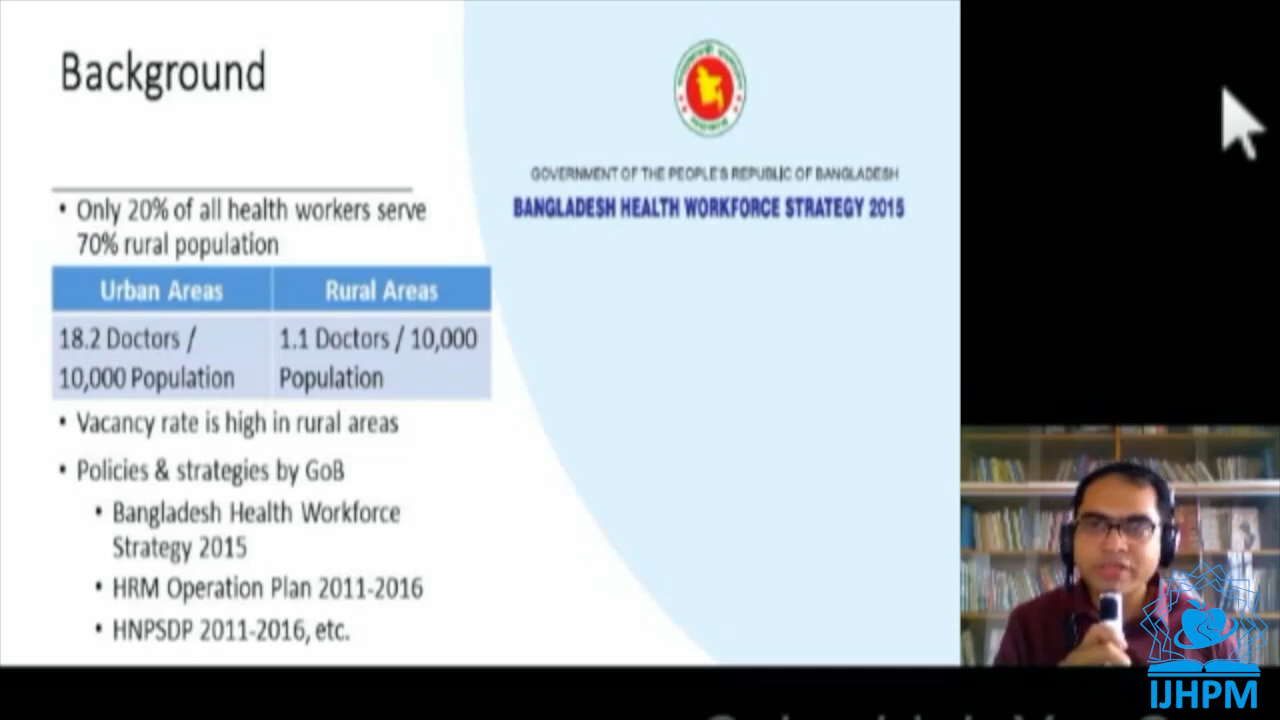 Background
• Only 20% of all health workers serve
70% rural population
Urban Areas
Rural Areas
18.2 Doctors /
10,000 Population
1.1 Doctors / 10,000
Population
• Vacancy rate is high in rural areas
• Policies & strategies by GoB
• Bangladesh Health Workforce
Strategy 2015
• HRM Operation Plan 2011-2016
• HNPSDP 2011-2016, etc.
GOVERNMENT OF THE PEOPLE'S REPUBLIC OF BANGLADESH
BANGLADESH HEALTH WORKFORCE STRATEGY 2015
IJHPM